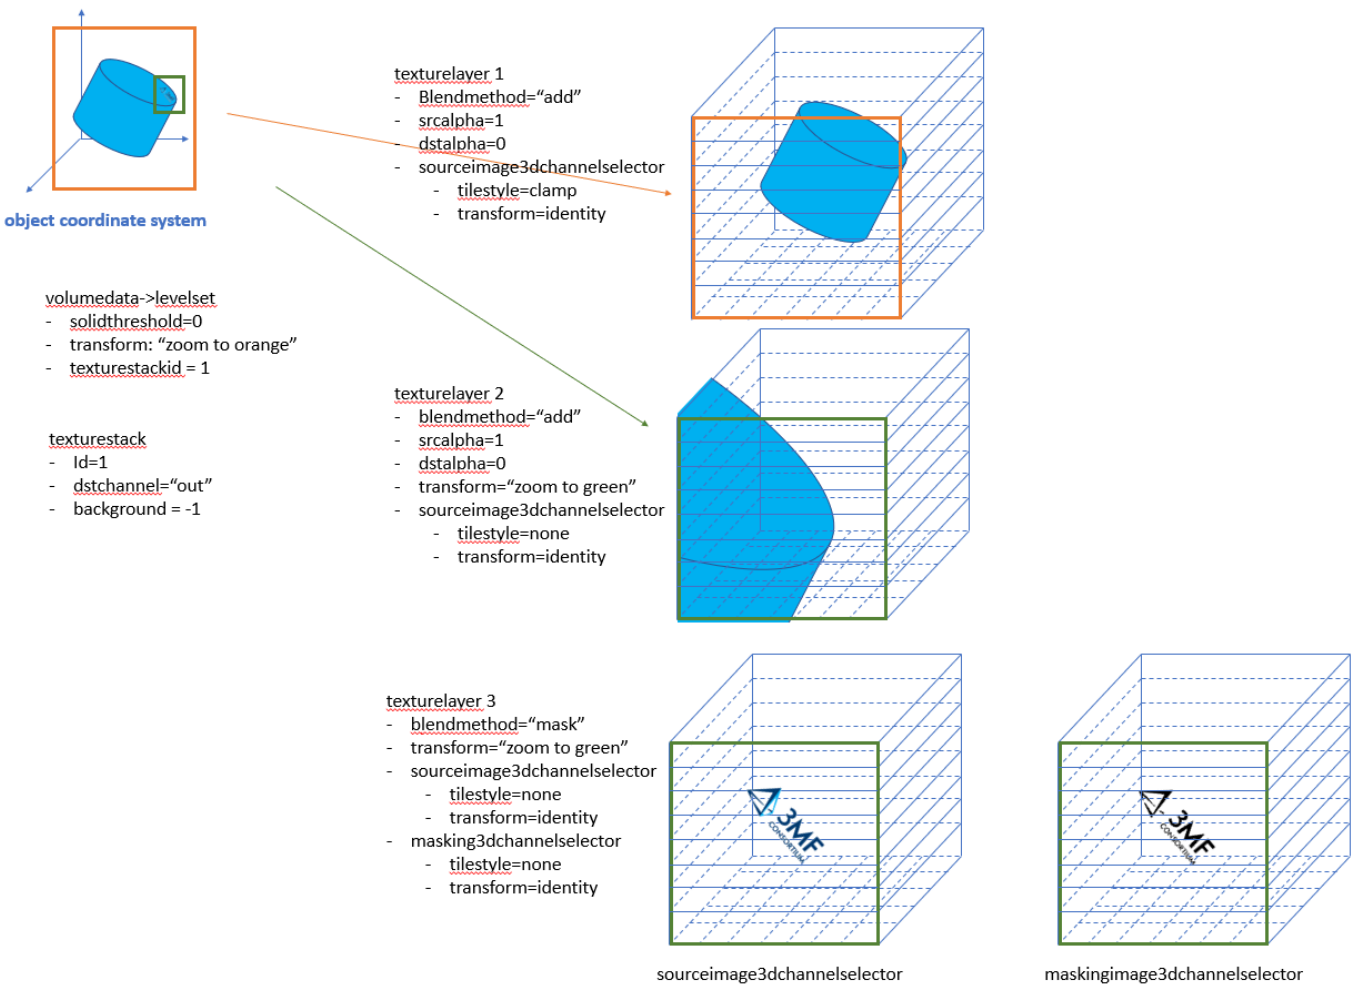 object coordinate system
volumedata->levelset
- solidthreshold=0
- transform: “zoom to orange”
- texturestackid = 1
texturestack
- Id=1
- dstchannel=“out”
- background = -1
texturelayer 1
- Blendmethod=“add”
- srcalpha=1
- dstalpha=0
- sourceimage3dchannelselector
- tilestyle=clamp
- transform=identity
texturelayer 2
- blendmethod=“add”
- srcalpha=1
- dstalpha=0
- transform=“zoom to green”
- sourceimage3dchannelselector
- tilestyle=none
- transform=identity
texturelayer 3
- blendmethod=“mask”
- transform=“zoom to green”
- sourceimage3dchannelselector
- tilestyle=none
- transform=identity
- masking3dchannelselector
- tilestyle=none
- transform=identity
3MF
CONSORTIUM
sourceimage3dchannelselector
3MF
CONSORTIUM
maskingimage3dchannelselector